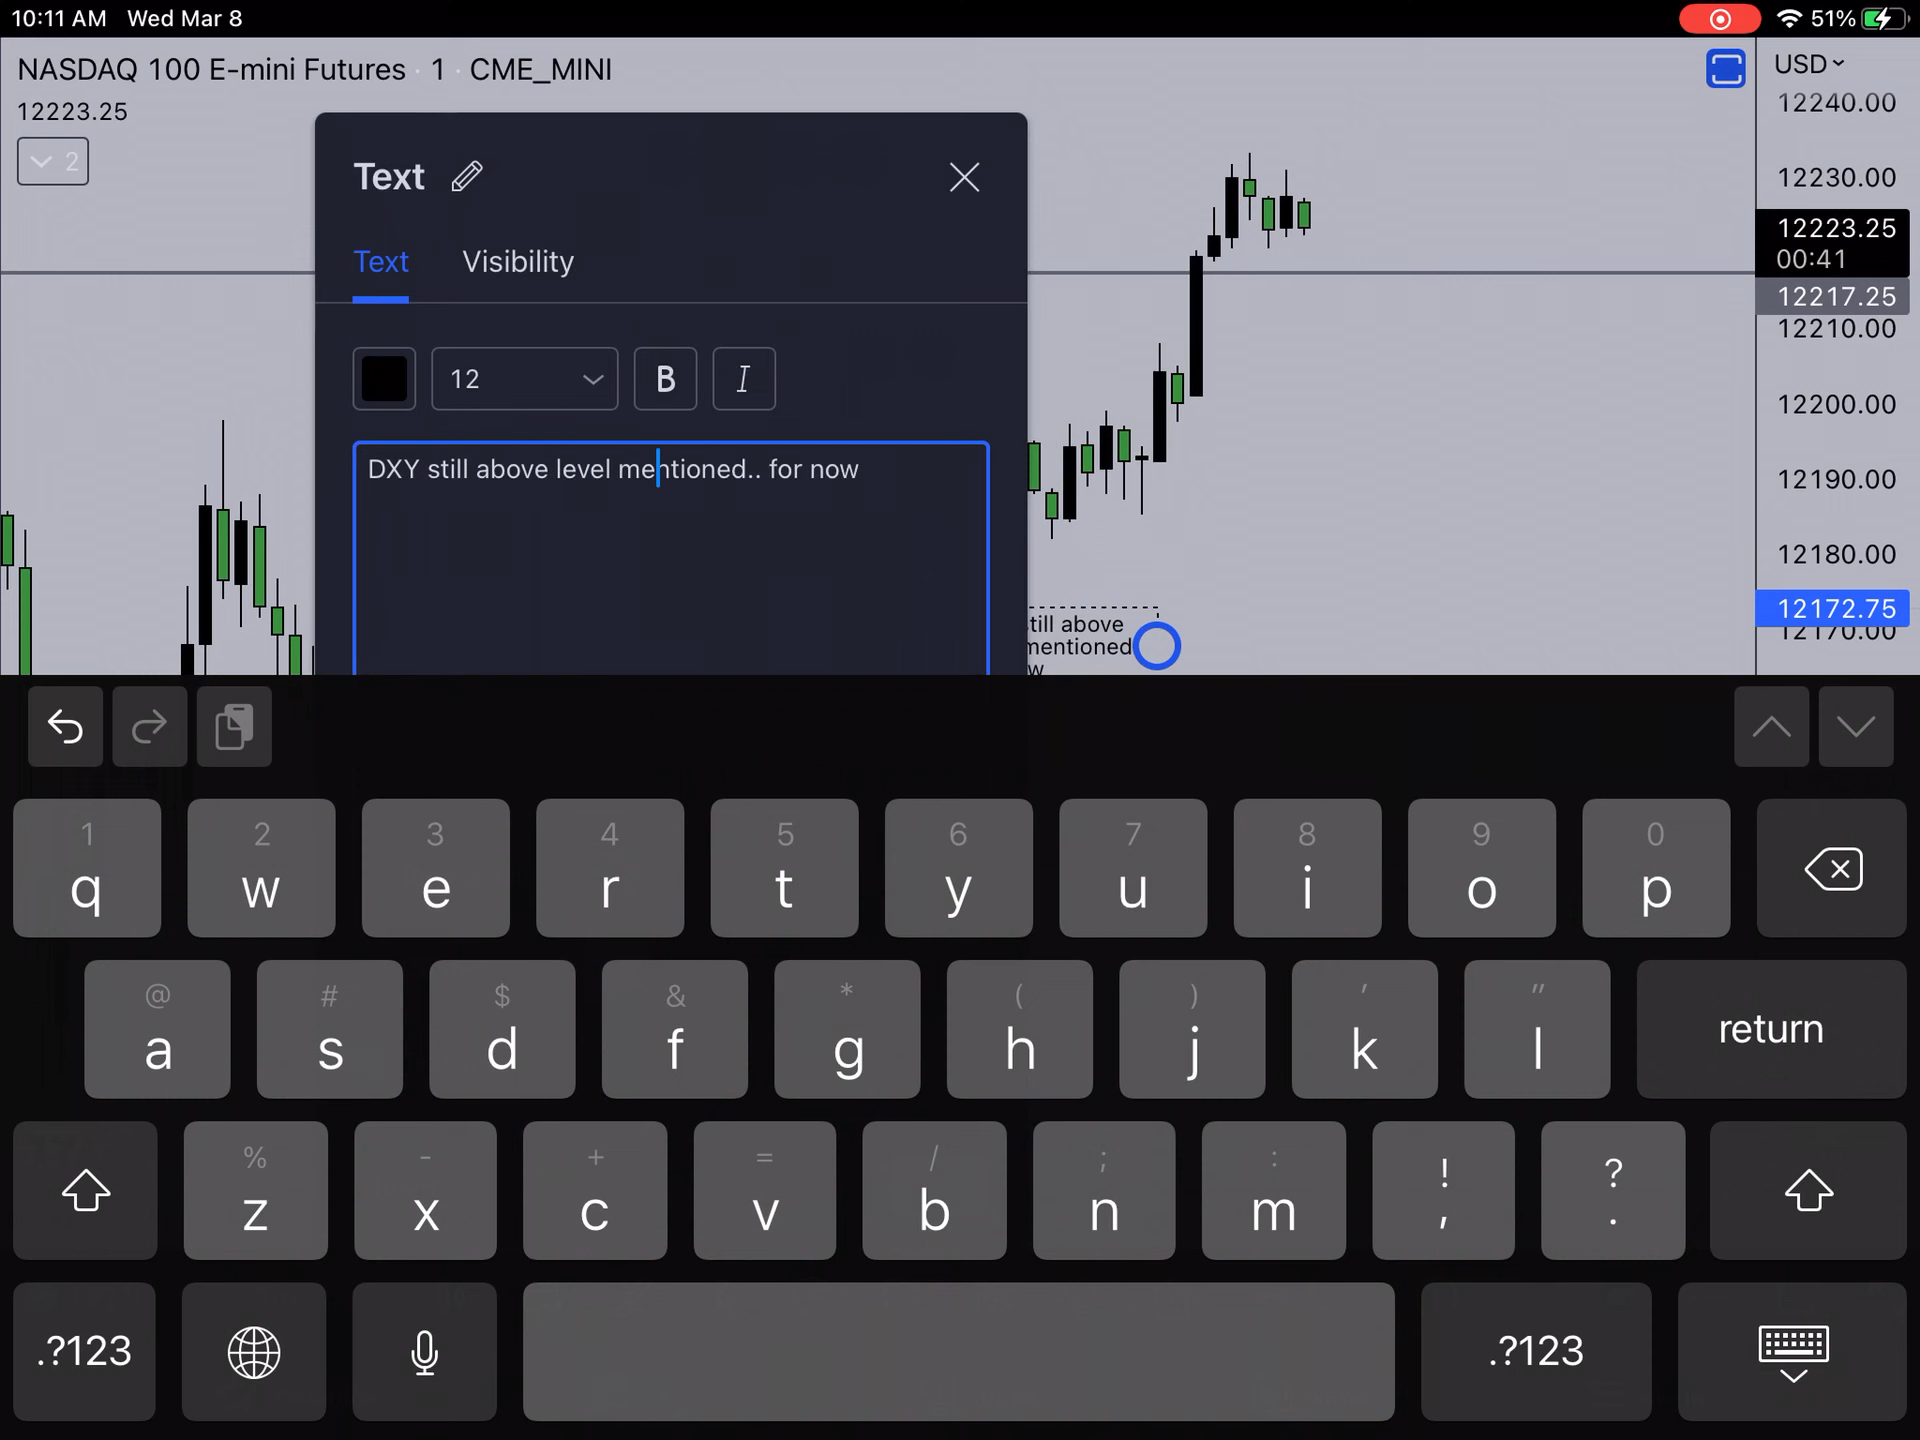 10:11 AM Wed Mar 8
51%
NASDAQ 100 E-mini Futures · 1 · CME_MINI
USD
12223.25
2
12240.00
12230.00
12223.25
00:41
12217.25
12210.00
12200.00
12190.00
12180.00
12172.75
12170.00
Text
Text Visibility
12 B I
DXY still above level mentioned.. for now
till above
mentioned
w
1 2 3 4 5 6 7 8 9 0
q w e r t y u i o p
@ # $ & * ( ) ' "
a s d f g h j k l return
% - + = / ; : ! ?
z x c v b n m , .
.?123 .?123